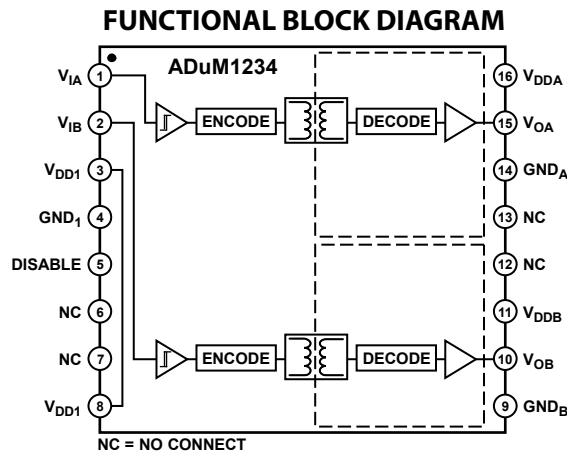 FUNCTIONAL BLOCK DIAGRAM
ADuM1234
VIA 1
VIB 2
VDD1 3
GND1 4
DISABLE 5
NC 6
NC 7
VDD1 8
ENCODE DECODE
ENCODE DECODE
16 VDDA
15 VOA
14 GNDA
13 NC
12 NC
11 VDDB
10 VOB
9 GNDB
NC = NO CONNECT